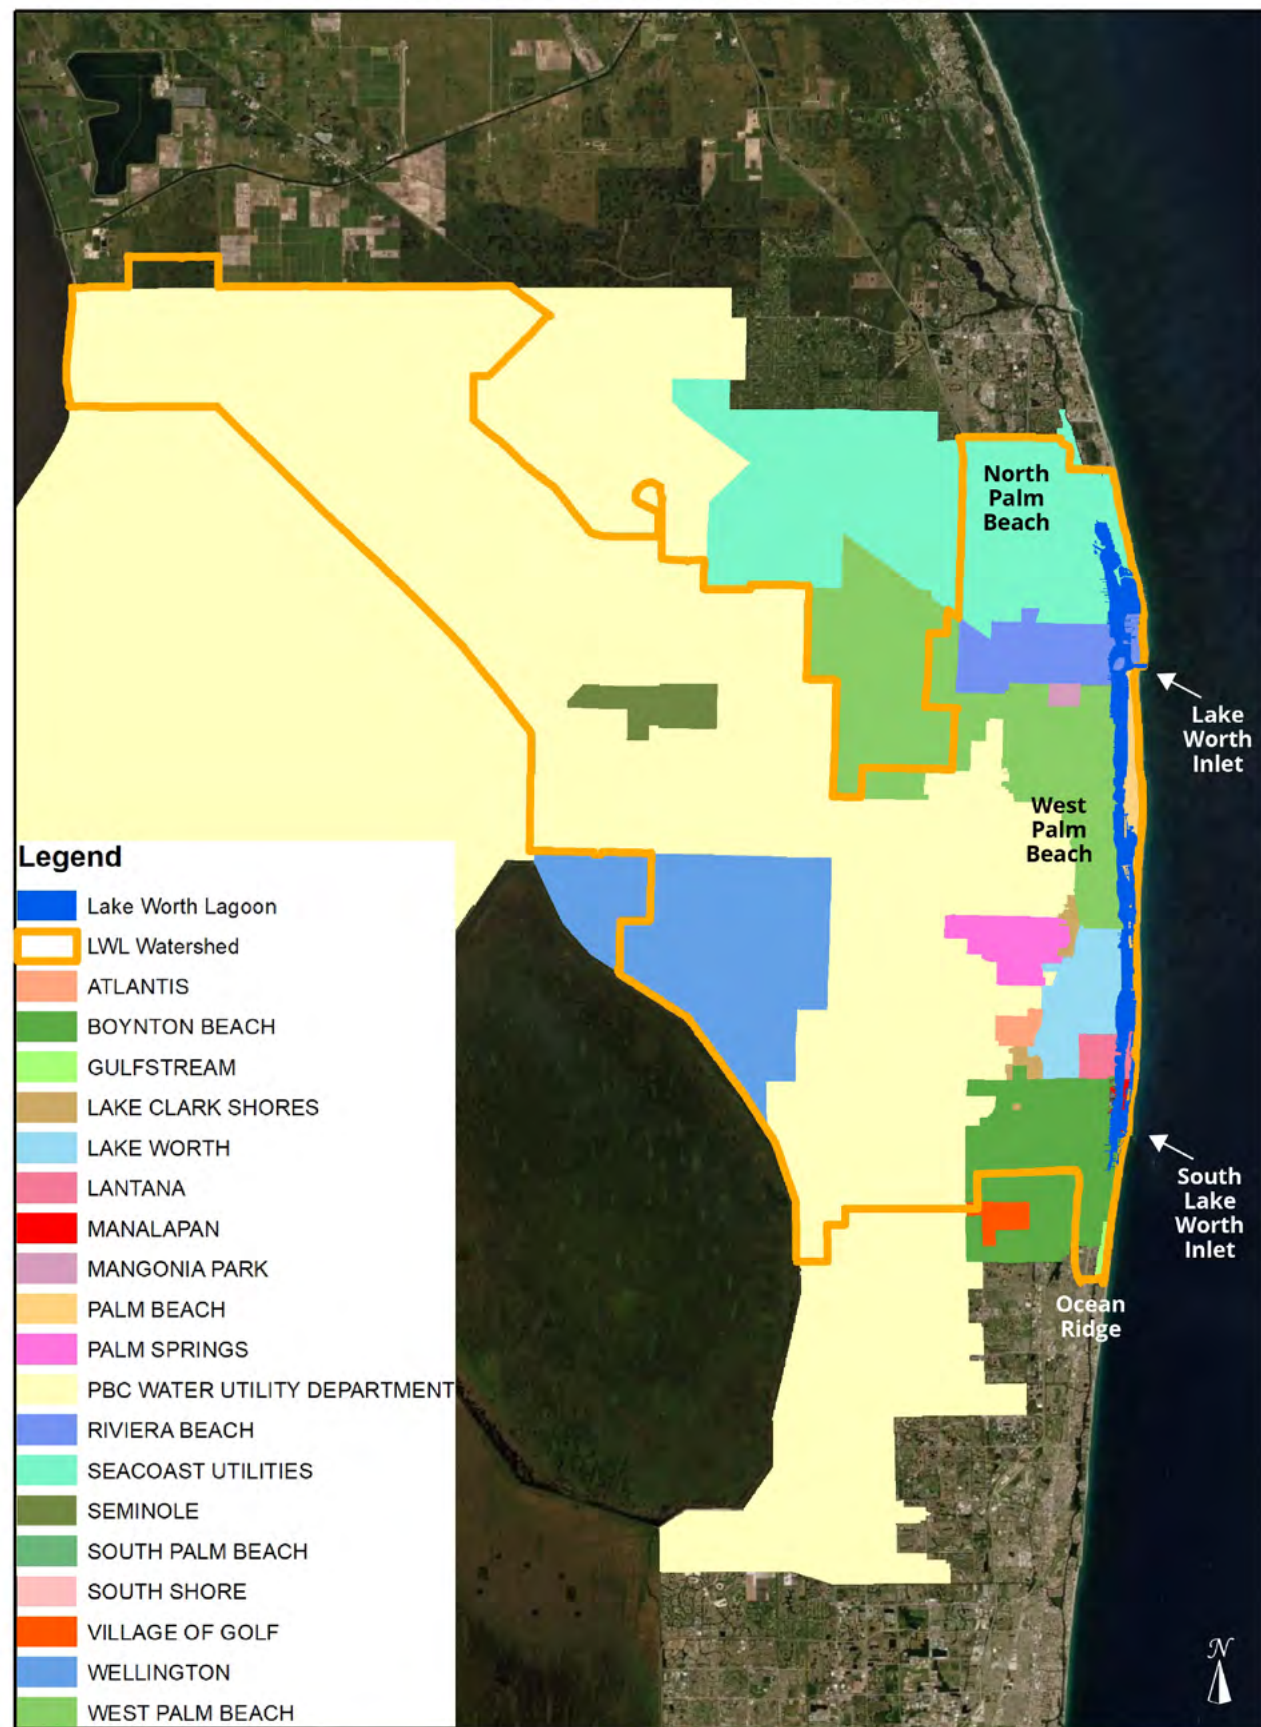 North
Palm
Beach
Lake
Worth
Inlet
West
Palm
Beach
South
Lake
Worth
Inlet
Ocean
Ridge
Legend
Lake Worth Lagoon
LWL Watershed
ATLANTIS
BOYNTON BEACH
GULFSTREAM
LAKE CLARK SHORES
LAKE WORTH
LANTANA
MANALAPAN
MANGONIA PARK
PALM BEACH
PALM SPRINGS
PBC WATER UTILITY DEPARTMENT
RIVIERA BEACH
SEACOAST UTILITIES
SEMINOLE
SOUTH PALM BEACH
SOUTH SHORE
VILLAGE OF GOLF
WELLINGTON
WEST PALM BEACH
N